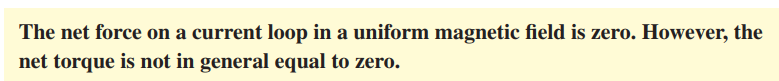 The net force on a current loop in a uniform magnetic field is zero. However, the
net torque is not in general equal to zero.